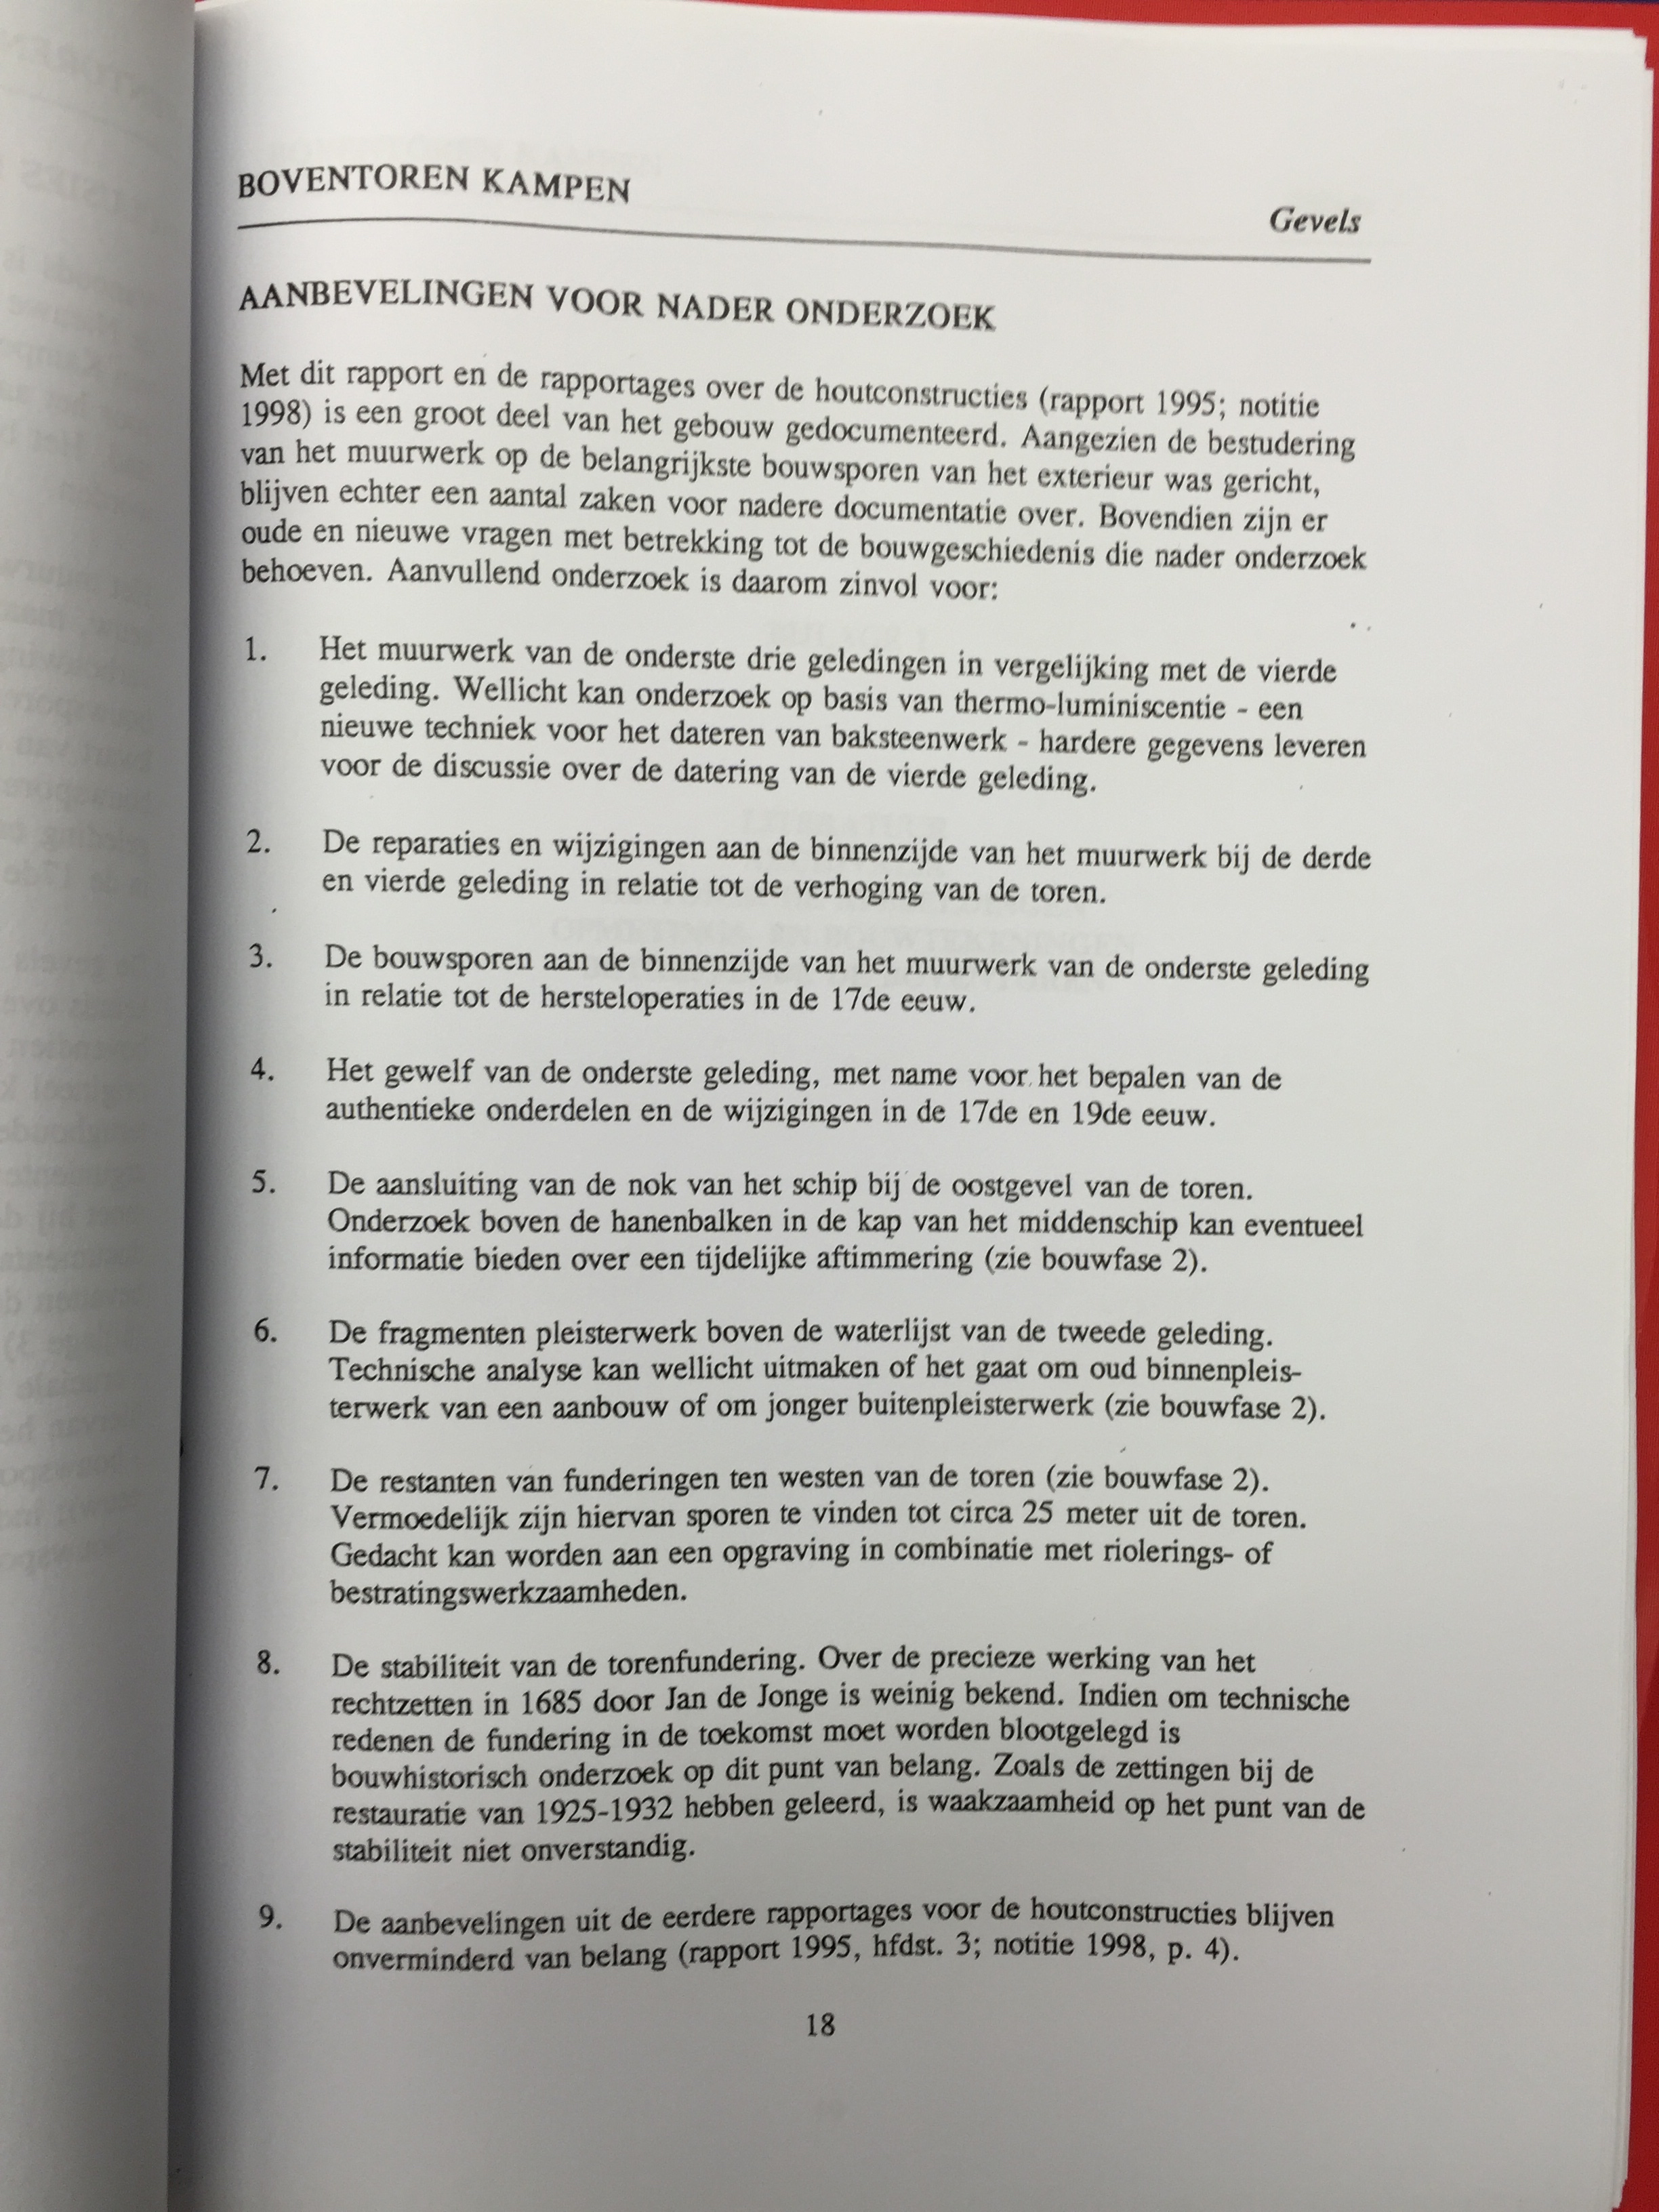 BOVENTOREN KAMPEN
Gevels
AANBEVELINGEN VOOR NADER ONDERZOEK
Met dit rapport en de rapportages over de houtconstructies (rapport 1995; notitie
1998) is een groot deel van het gebouw gedocumenteerd. Aangezien de bestudering
van het muurwerk op de belangrijkste bouwsporen van het exterieur was gericht,
blijven echter een aantal zaken voor nadere documentatie over. Bovendien zijn er
oude en nieuwe vragen met betrekking tot de bouwgeschiedenis die nader onderzoek
behoeven. Aanvullend onderzoek is daarom zinvol voor:
1. Het muurwerk van de onderste drie geledingen in vergelijking met de vierde
geleding. Wellicht kan onderzoek op basis van thermo-luminiscentie - een
nieuwe techniek voor het dateren van baksteenwerk - hardere gegevens leveren
voor de discussie over de datering van de vierde geleding.
2. De reparaties en wijzigingen aan de binnenzijde van het muurwerk bij de derde
en vierde geleding in relatie tot de verhoging van de toren.
3. De bouwsporen aan de binnenzijde van het muurwerk van de onderste geleding
in relatie tot de hersteloperaties in de 17de eeuw.
4. Het gewelf van de onderste geleding, met name voor het bepalen van de
authentieke onderdelen en de wijzigingen in de 17de en 19de eeuw.
5. De aansluiting van de nok van het schip bij de oostgevel van de toren.
Onderzoek boven de hanenbalken in de kap van het middenschip kan eventueel
informatie bieden over een tijdelijke aftimmering (zie bouwfase 2).
6. De fragmenten pleisterwerk boven de waterlijst van de tweede geleding.
Technische analyse kan wellicht uitmaken of het gaat om oud binnenpleis-
terwerk van een aanbouw of om jonger buitenpleisterwerk (zie bouwfase 2).
7. De restanten van funderingen ten westen van de toren (zie bouwfase 2).
Vermoedelijk zijn hiervan sporen te vinden tot circa 25 meter uit de toren.
Gedacht kan worden aan een opgraving in combinatie met riolerings- of
bestratingswerkzaamheden.
8. De stabiliteit van de torenfundering. Over de precieze werking van het
rechtzetten in 1685 door Jan de Jonge is weinig bekend. Indien om technische
redenen de fundering in de toekomst moet worden blootgelegd is
bouwhistorisch onderzoek op dit punt van belang. Zoals de zettingen bij de
restauratie van 1925-1932 hebben geleerd, is waakzaamheid op het punt van de
stabiliteit niet onverstandig.
9. De aanbevelingen uit de eerdere rapportages voor de houtconstructies blijven
onverminderd van belang (rapport 1995, hfdst. 3; notitie 1998, p. 4).
18